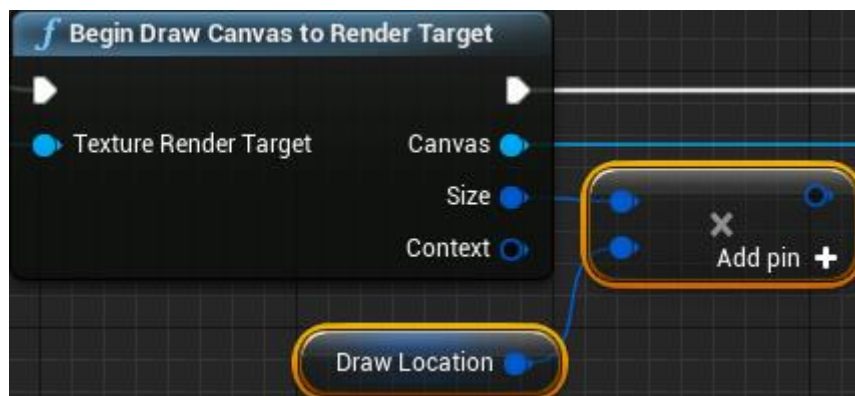 f Begin Draw Canvas to Render Target
Texture Render Target
Canvas
Size
Context
Add pin +
Draw Location